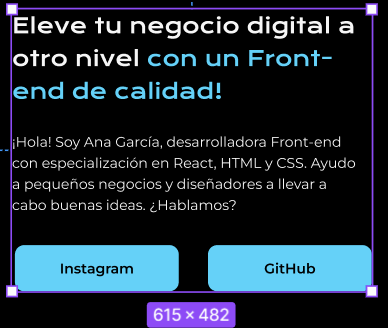 Eleve tu negocio digital a
otro nivel con un Front-
end de calidad!
¡Hola! Soy Ana García, desarrolladora Front-end
con especialización en React, HTML y CSS. Ayudo
a pequeños negocios y diseñadores a llevar a
cabo buenas ideas. ¿Hablamos?
Instagram
GitHub
615 × 482